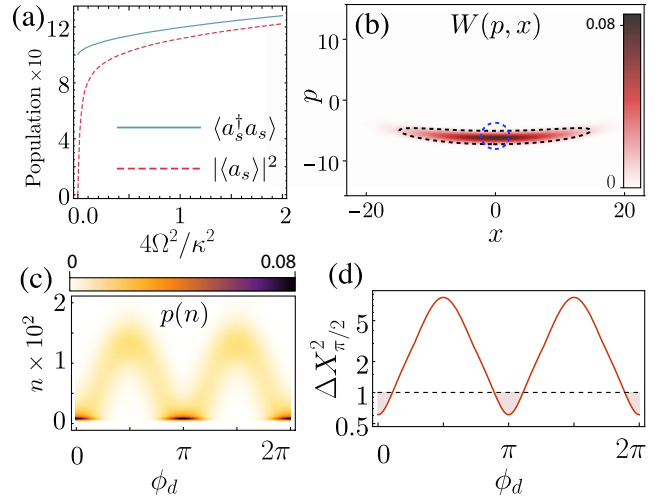 (a)
Population ×10
12
8
4
0
⟨a_s^† a_s⟩
|⟨a_s⟩|^2
0.0 1 2
4Ω^2/κ^2
(b)
W(p, x)
0.08
0
p
10
0
−10
−20 0 20
x
(c)
0 0.08
p(n)
n × 10^2
2
1
0
0 π 2π
ϕ_d
(d)
ΔX^2_{π/2}
5
1
0.5
0 π 2π
ϕ_d